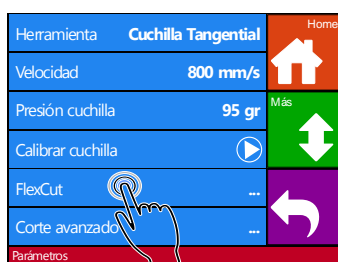 Herramienta Cuchilla Tangential Home
Velocidad 800 mm/s
Presión cuchilla 95 gr Más
Calibrar cuchilla
FlexCut ...
Corte avanzado ...
Parámetros